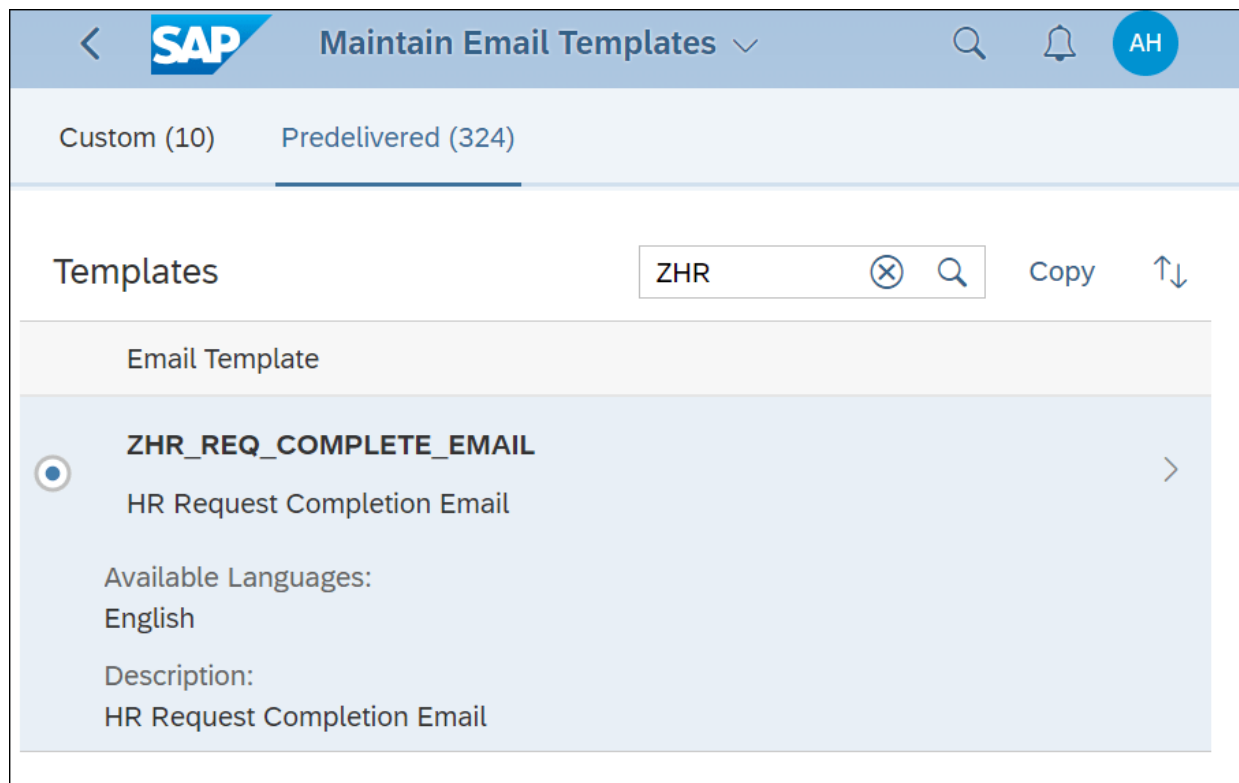 SAP Maintain Email Templates AH
Custom (10) Predelivered (324)
Templates ZHR Copy
Email Template
ZHR_REQ_COMPLETE_EMAIL
HR Request Completion Email
Available Languages:
English
Description:
HR Request Completion Email